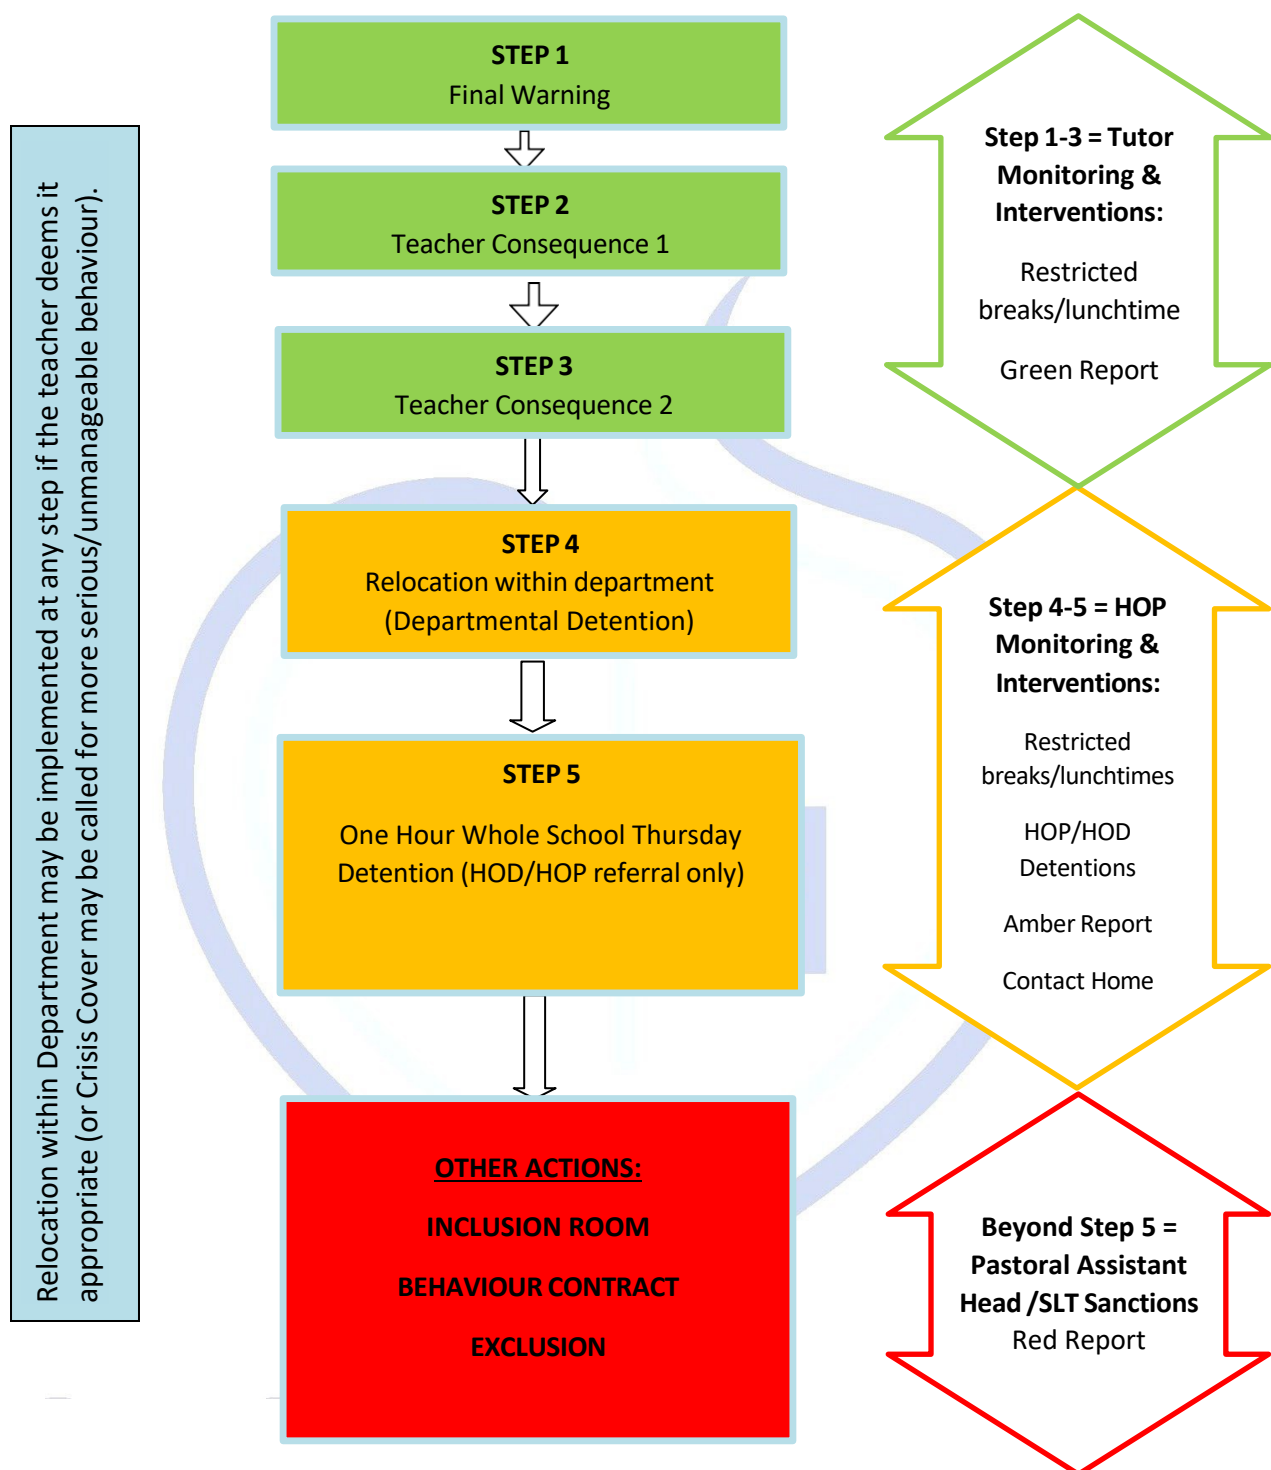 Relocation within Department may be implemented at any step if the teacher deems it
appropriate (or Crisis Cover may be called for more serious/unmanageable behaviour).
STEP 1
Final Warning
STEP 2
Teacher Consequence 1
STEP 3
Teacher Consequence 2
STEP 4
Relocation within department
(Departmental Detention)
STEP 5
One Hour Whole School Thursday
Detention (HOD/HOP referral only)
OTHER ACTIONS:
INCLUSION ROOM
BEHAVIOUR CONTRACT
EXCLUSION
Step 1-3 = Tutor
Monitoring &
Interventions:
Restricted
breaks/lunchtime
Green Report
Step 4-5 = HOP
Monitoring &
Interventions:
Restricted
breaks/lunchtimes
HOP/HOD
Detentions
Amber Report
Contact Home
Beyond Step 5 =
Pastoral Assistant
Head /SLT Sanctions
Red Report